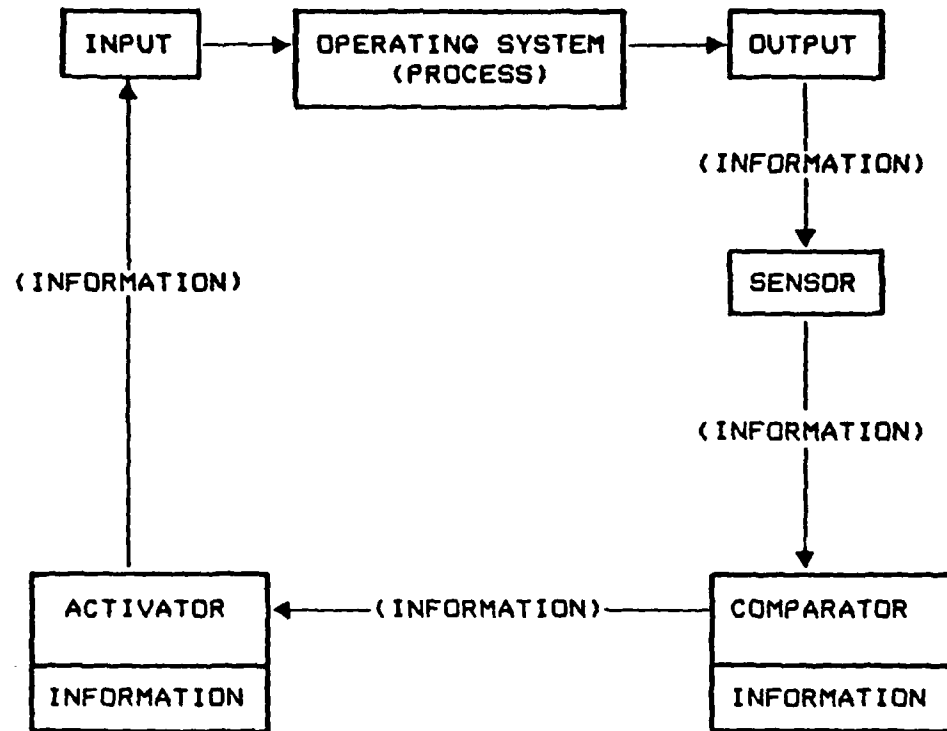 INPUT
OPERATING SYSTEM
(PROCESS)
OUTPUT
(INFORMATION)
(INFORMATION)
SENSOR
(INFORMATION)
ACTIVATOR
(INFORMATION)
COMPARATOR
INFORMATION
INFORMATION